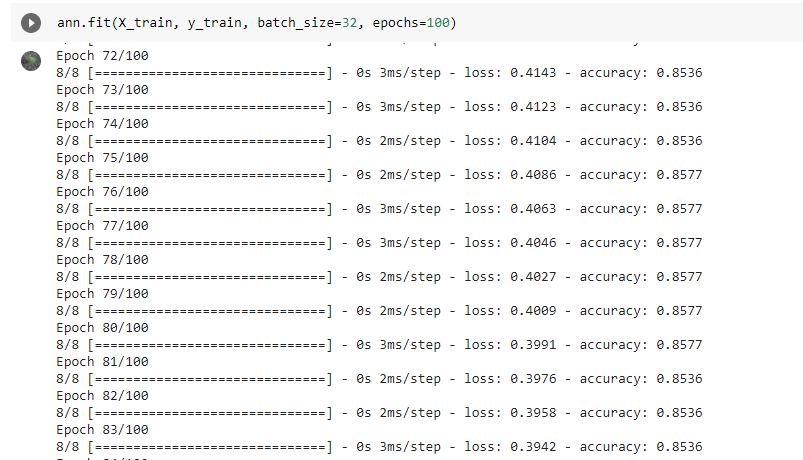 ann.fit(X_train, y_train, batch_size=32, epochs=100)
Epoch 72/100
8/8 [==============================] - 0s 3ms/step - loss: 0.4143 - accuracy: 0.8536
Epoch 73/100
8/8 [==============================] - 0s 3ms/step - loss: 0.4123 - accuracy: 0.8536
Epoch 74/100
8/8 [==============================] - 0s 2ms/step - loss: 0.4104 - accuracy: 0.8536
Epoch 75/100
8/8 [==============================] - 0s 2ms/step - loss: 0.4086 - accuracy: 0.8577
Epoch 76/100
8/8 [==============================] - 0s 3ms/step - loss: 0.4063 - accuracy: 0.8577
Epoch 77/100
8/8 [==============================] - 0s 3ms/step - loss: 0.4046 - accuracy: 0.8577
Epoch 78/100
8/8 [==============================] - 0s 2ms/step - loss: 0.4027 - accuracy: 0.8577
Epoch 79/100
8/8 [==============================] - 0s 2ms/step - loss: 0.4009 - accuracy: 0.8577
Epoch 80/100
8/8 [==============================] - 0s 3ms/step - loss: 0.3991 - accuracy: 0.8577
Epoch 81/100
8/8 [==============================] - 0s 2ms/step - loss: 0.3976 - accuracy: 0.8536
Epoch 82/100
8/8 [==============================] - 0s 2ms/step - loss: 0.3958 - accuracy: 0.8536
Epoch 83/100
8/8 [==============================] - 0s 3ms/step - loss: 0.3942 - accuracy: 0.8536